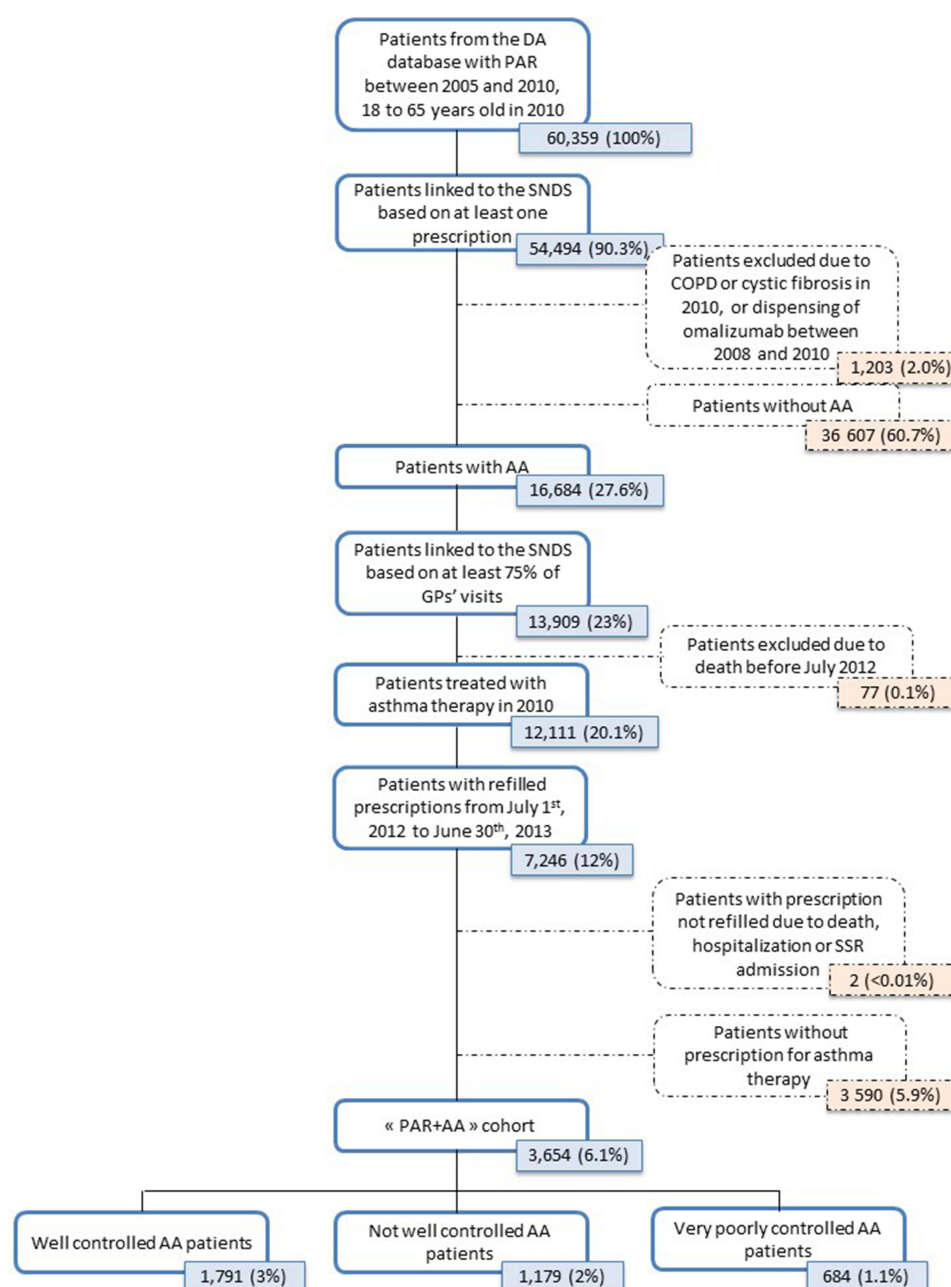 Patients from the DA
database with PAR
between 2005 and 2010,
18 to 65 years old in 2010
60,359 (100%)
Patients linked to the SNDS
based on at least one
prescription
54,494 (90.3%)
Patients excluded due to
COPD or cystic fibrosis in
2010, or dispensing of
omalizumab between
2008 and 2010
1,203 (2.0%)
Patients without AA
36 607 (60.7%)
Patients with AA
16,684 (27.6%)
Patients linked to the SNDS
based on at least 75% of
GPs’ visits
13,909 (23%)
Patients excluded due to
death before July 2012
77 (0.1%)
Patients treated with
asthma therapy in 2010
12,111 (20.1%)
Patients with refilled
prescriptions from July 1st,
2012 to June 30th, 2013
7,246 (12%)
Patients with prescription
not refilled due to death,
hospitalization or SSR
admission
2 (<0.01%)
Patients without
prescription for asthma
therapy
3 590 (5.9%)
« PAR+AA » cohort
3,654 (6.1%)
Well controlled AA patients
1,791 (3%)
Not well controlled AA
patients
1,179 (2%)
Very poorly controlled AA
patients
684 (1.1%)